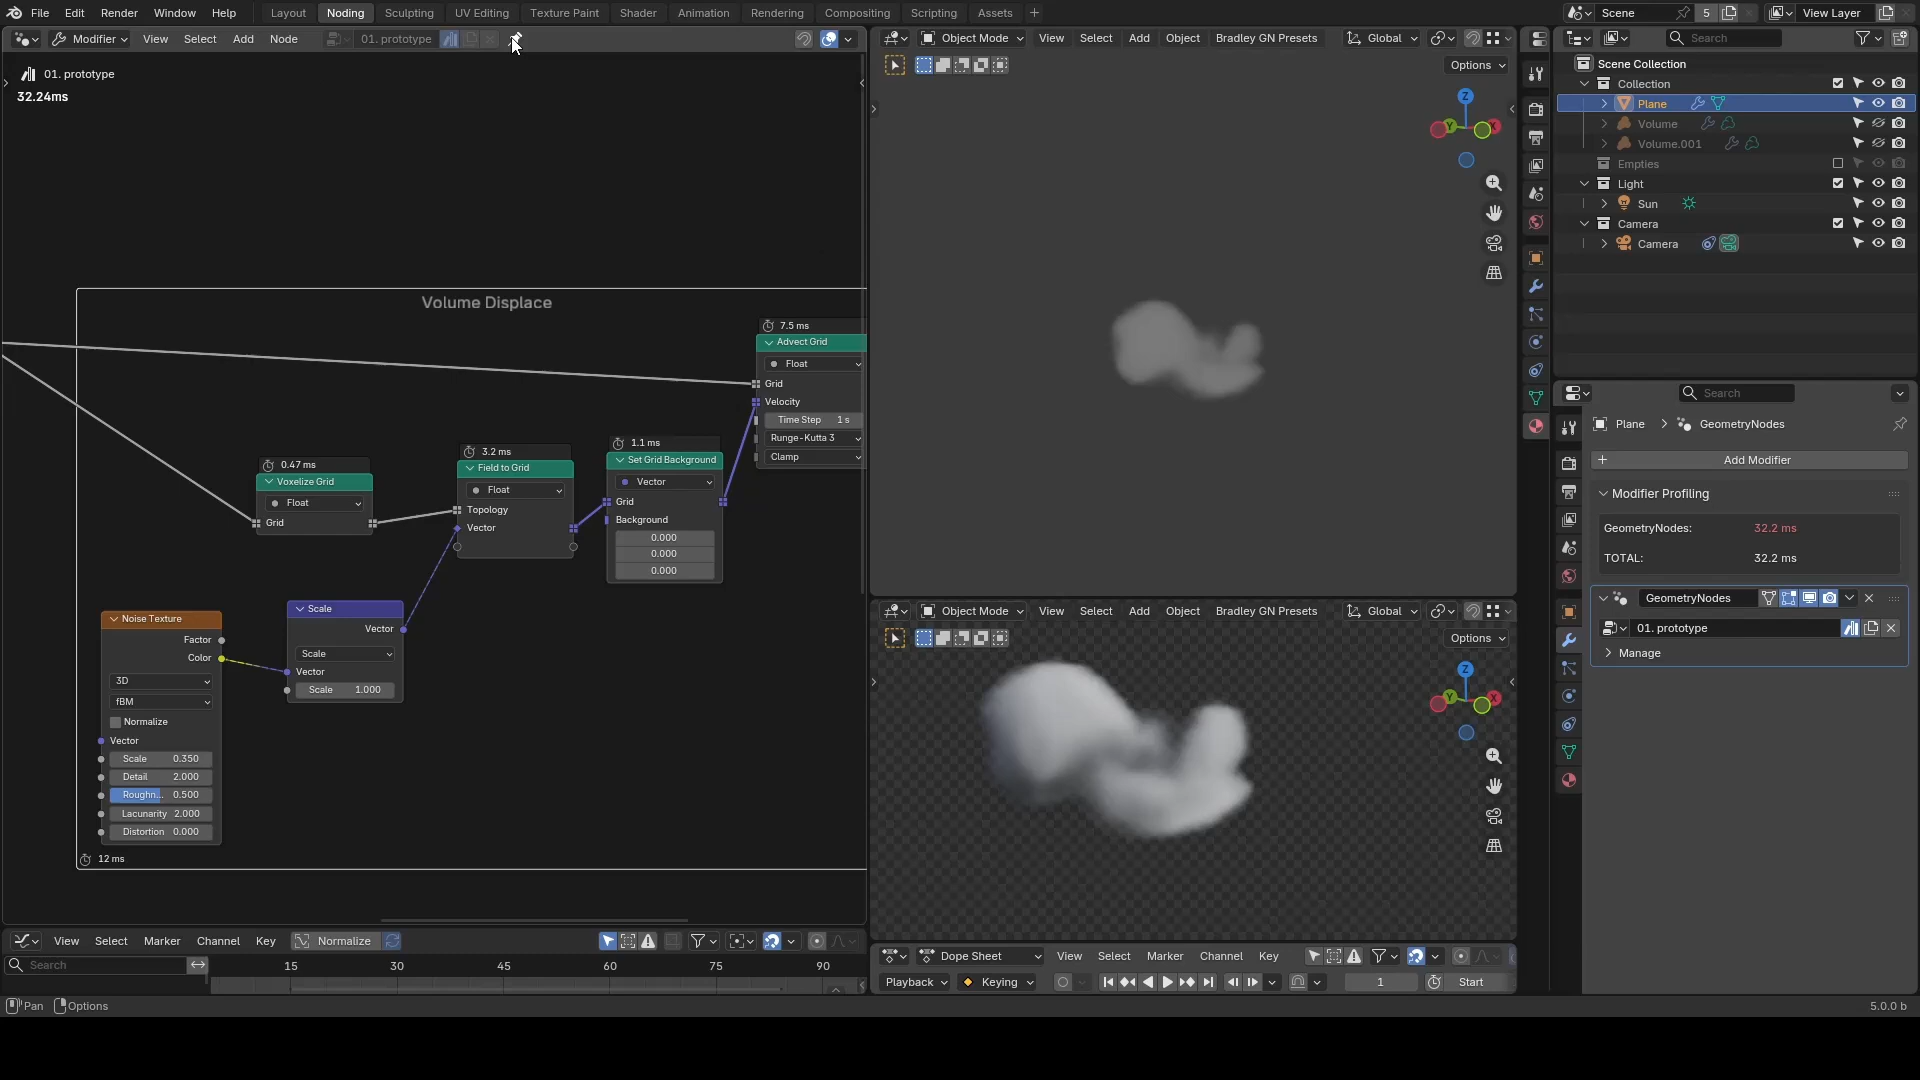 File Edit Render Window Help Layout Noding Sculpting UV Editing Texture Paint Shader Animation Rendering Compositing Scripting Assets + Scene 5 View Layer
Modifier View Select Add Node 01. prototype
01. prototype
32.24ms
Volume Displace
7.5 ms
Advect Grid
Float
Grid
Velocity
Time Step 1 s
Runge-Kutta 3
Clamp
0.47 ms
Voxelize Grid
Float
Grid
3.2 ms
Field to Grid
Float
Topology
Vector
1.1 ms
Set Grid Background
Vector
Grid
Background
0.000
0.000
0.000
Noise Texture
Factor
Color
3D
fBM
Normalize
Vector
Scale 0.350
Detail 2.000
Roughn... 0.500
Lacunarity 2.000
Distortion 0.000
Scale
Vector
Scale
Vector
Scale 1.000
12 ms
View Select Marker Channel Key Normalize
Search 15 30 45 60 75 90
Object Mode View Select Add Object Bradley GN Presets Global
Options
Z
Y
X
Object Mode View Select Add Object Bradley GN Presets Global
Options
Z
Y
X
Dope Sheet View Select Marker Channel Key
Playback Keying 1 Start
Search
Scene Collection
Collection
Plane
Volume
Volume.001
Empties
Light
Sun
Camera
Camera
Search
Plane > GeometryNodes
+ Add Modifier
Modifier Profiling
GeometryNodes: 32.2 ms
TOTAL: 32.2 ms
GeometryNodes
01. prototype
Manage
Pan Options 5.0.0 b